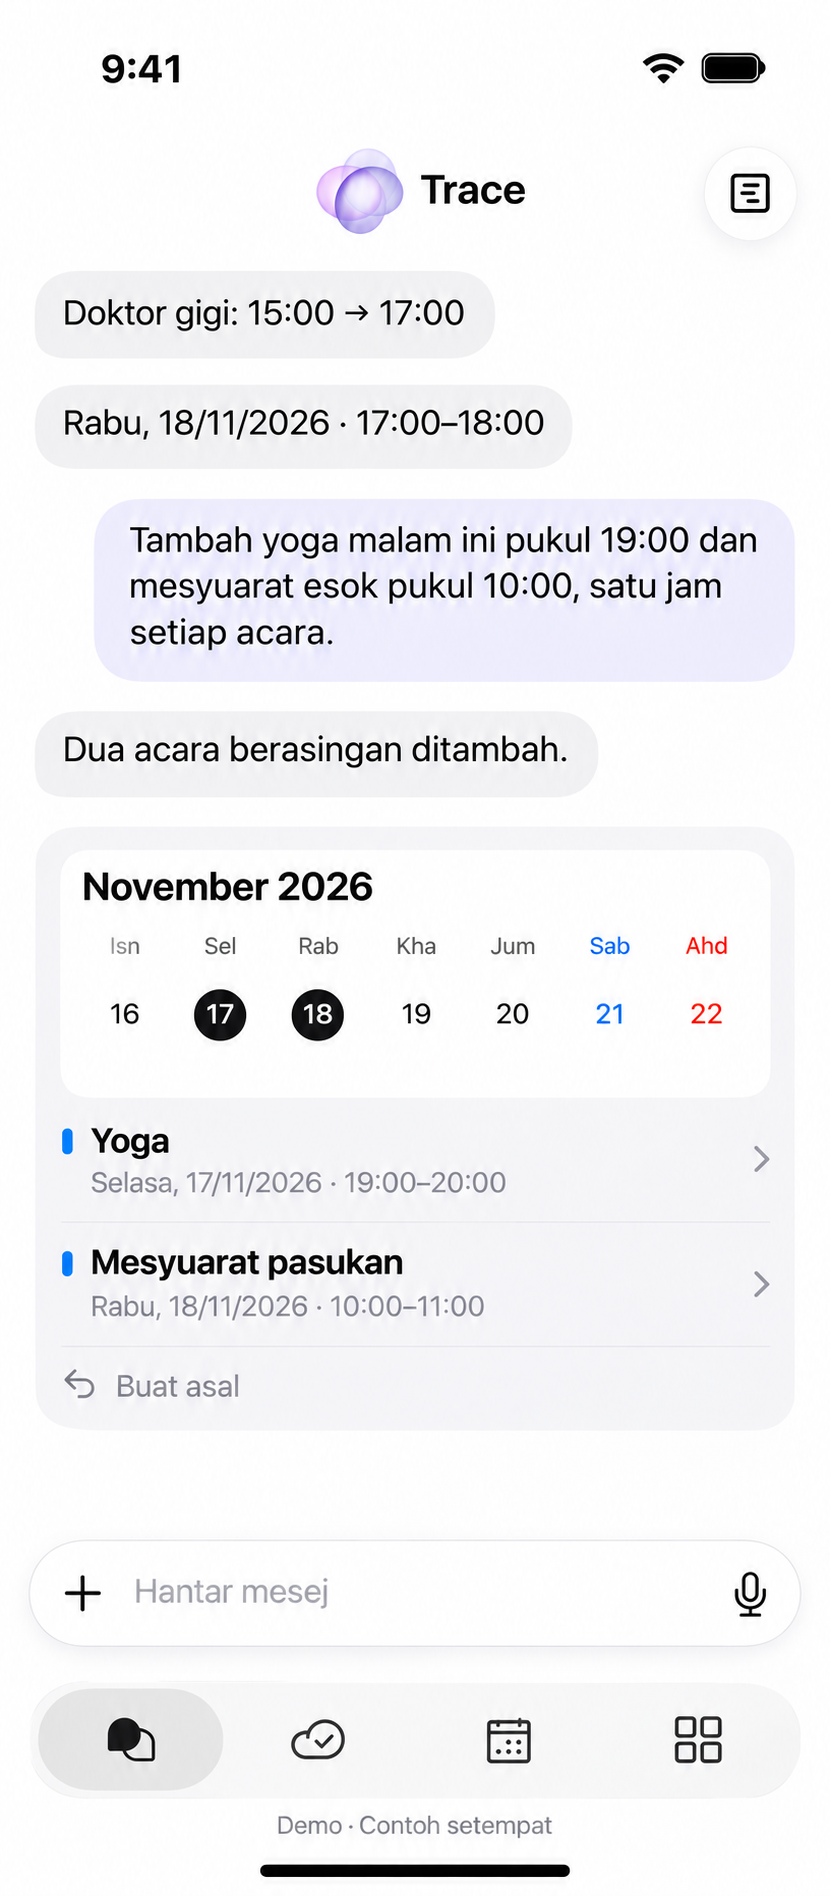 9:41
Trace
Doktor gigi: 15:00 → 17:00
Rabu, 18/11/2026 · 17:00–18:00
Tambah yoga malam ini pukul 19:00 dan
mesyuarat esok pukul 10:00, satu jam
setiap acara.
Dua acara berasingan ditambah.
November 2026
Isn Sel Rab Kha Jum Sab Ahd
16 17 18 19 20 21 22
Yoga
Selasa, 17/11/2026 · 19:00–20:00
Mesyuarat pasukan
Rabu, 18/11/2026 · 10:00–11:00
Buat asal
Hantar mesej
Demo · Contoh setempat